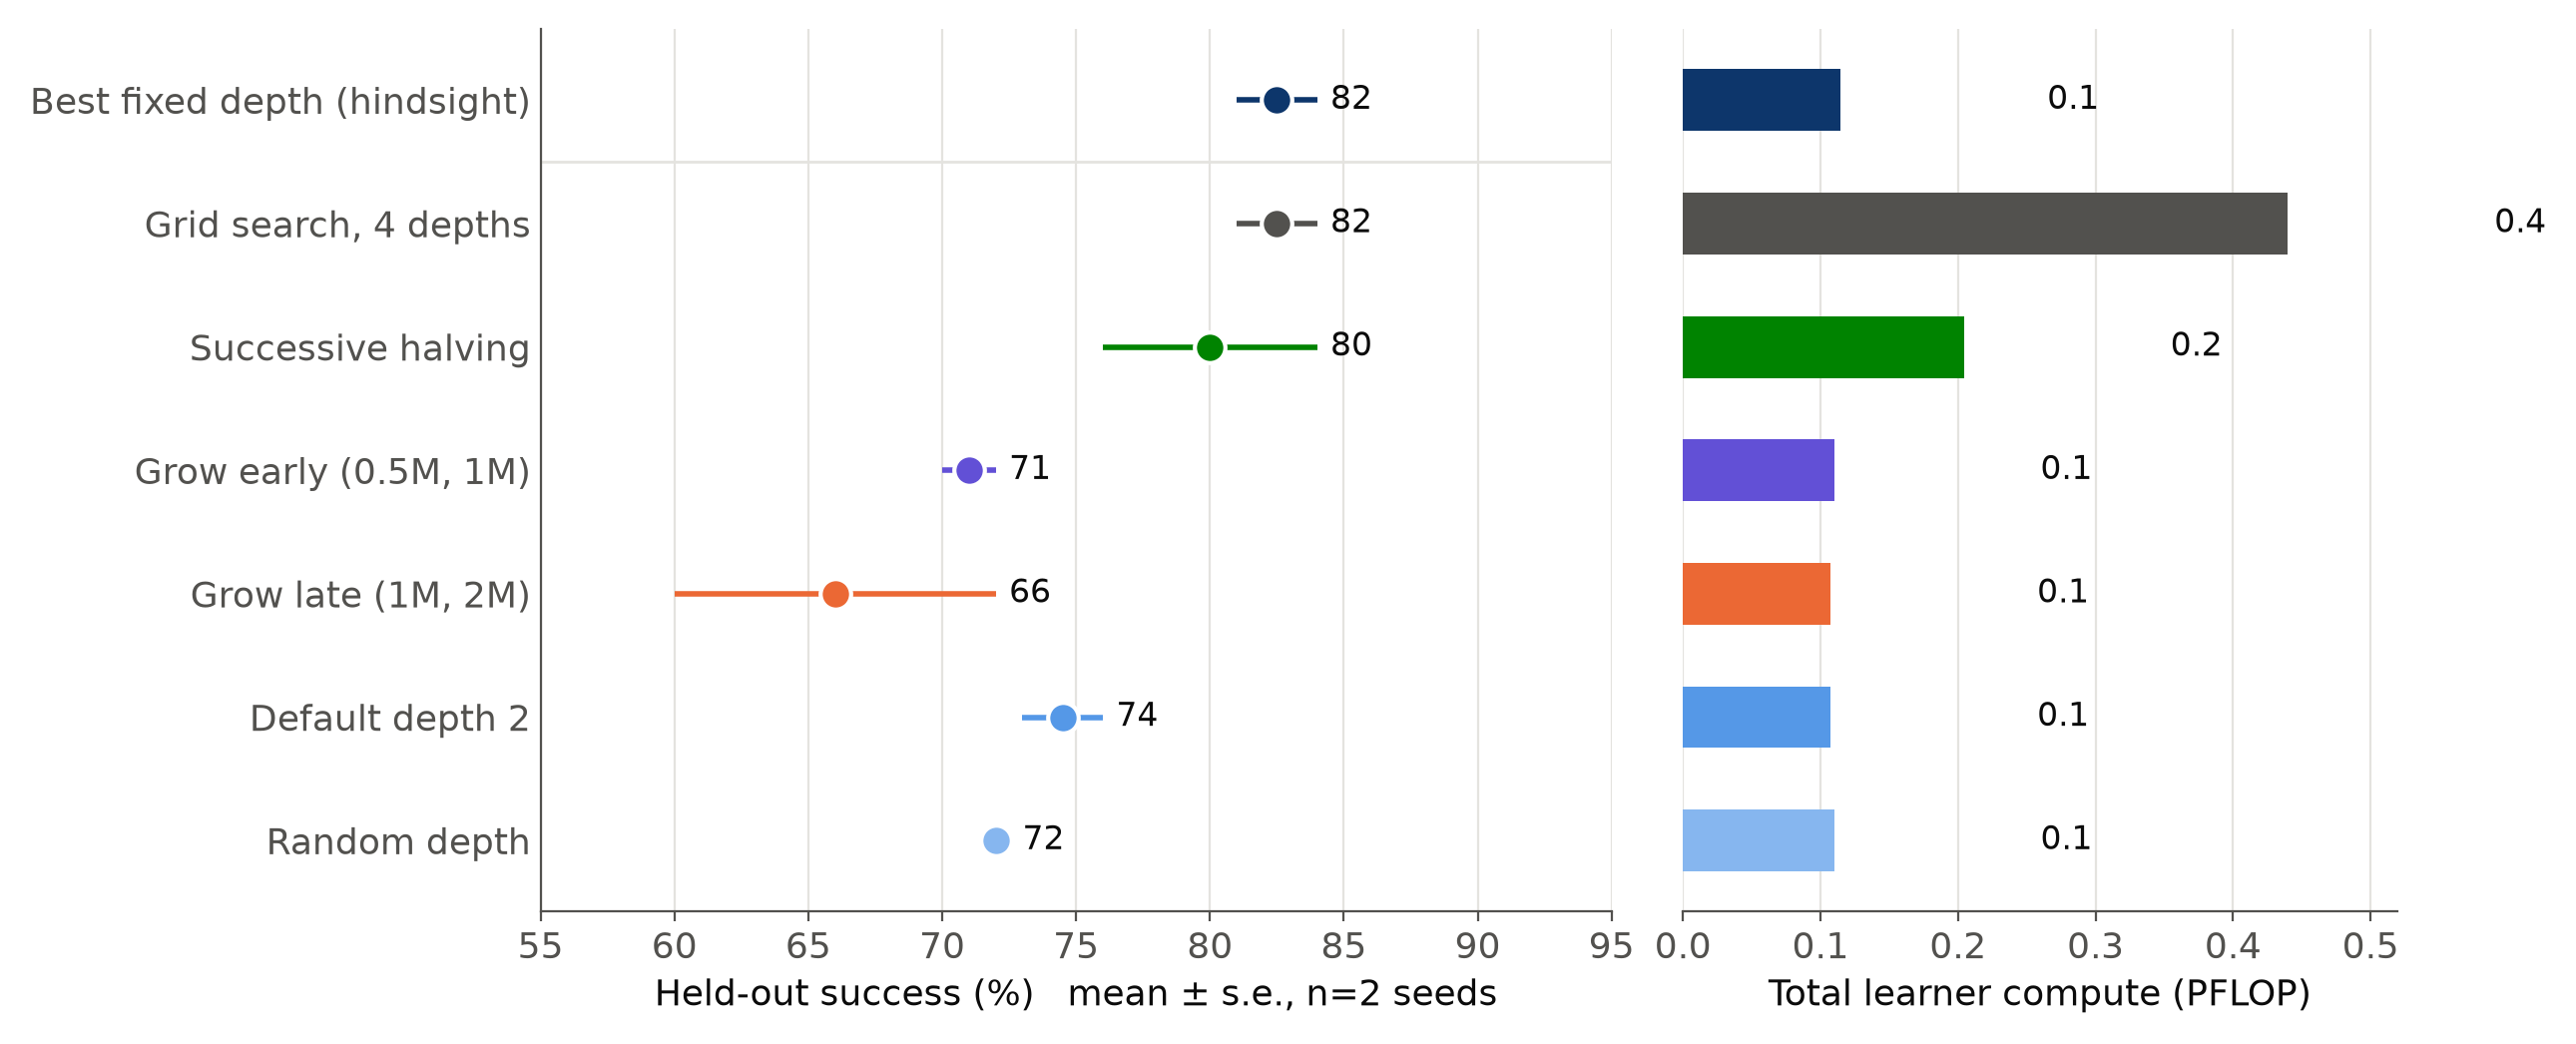 Best fixed depth (hindsight) 82 0.1
Grid search, 4 depths 82 0.4
Successive halving 80 0.2
Grow early (0.5M, 1M) 71 0.1
Grow late (1M, 2M) 66 0.1
Default depth 2 74 0.1
Random depth 72 0.1
55 60 65 70 75 80 85 90 95 0.0 0.1 0.2 0.3 0.4 0.5
Held-out success (%) mean ± s.e., n=2 seeds Total learner compute (PFLOP)